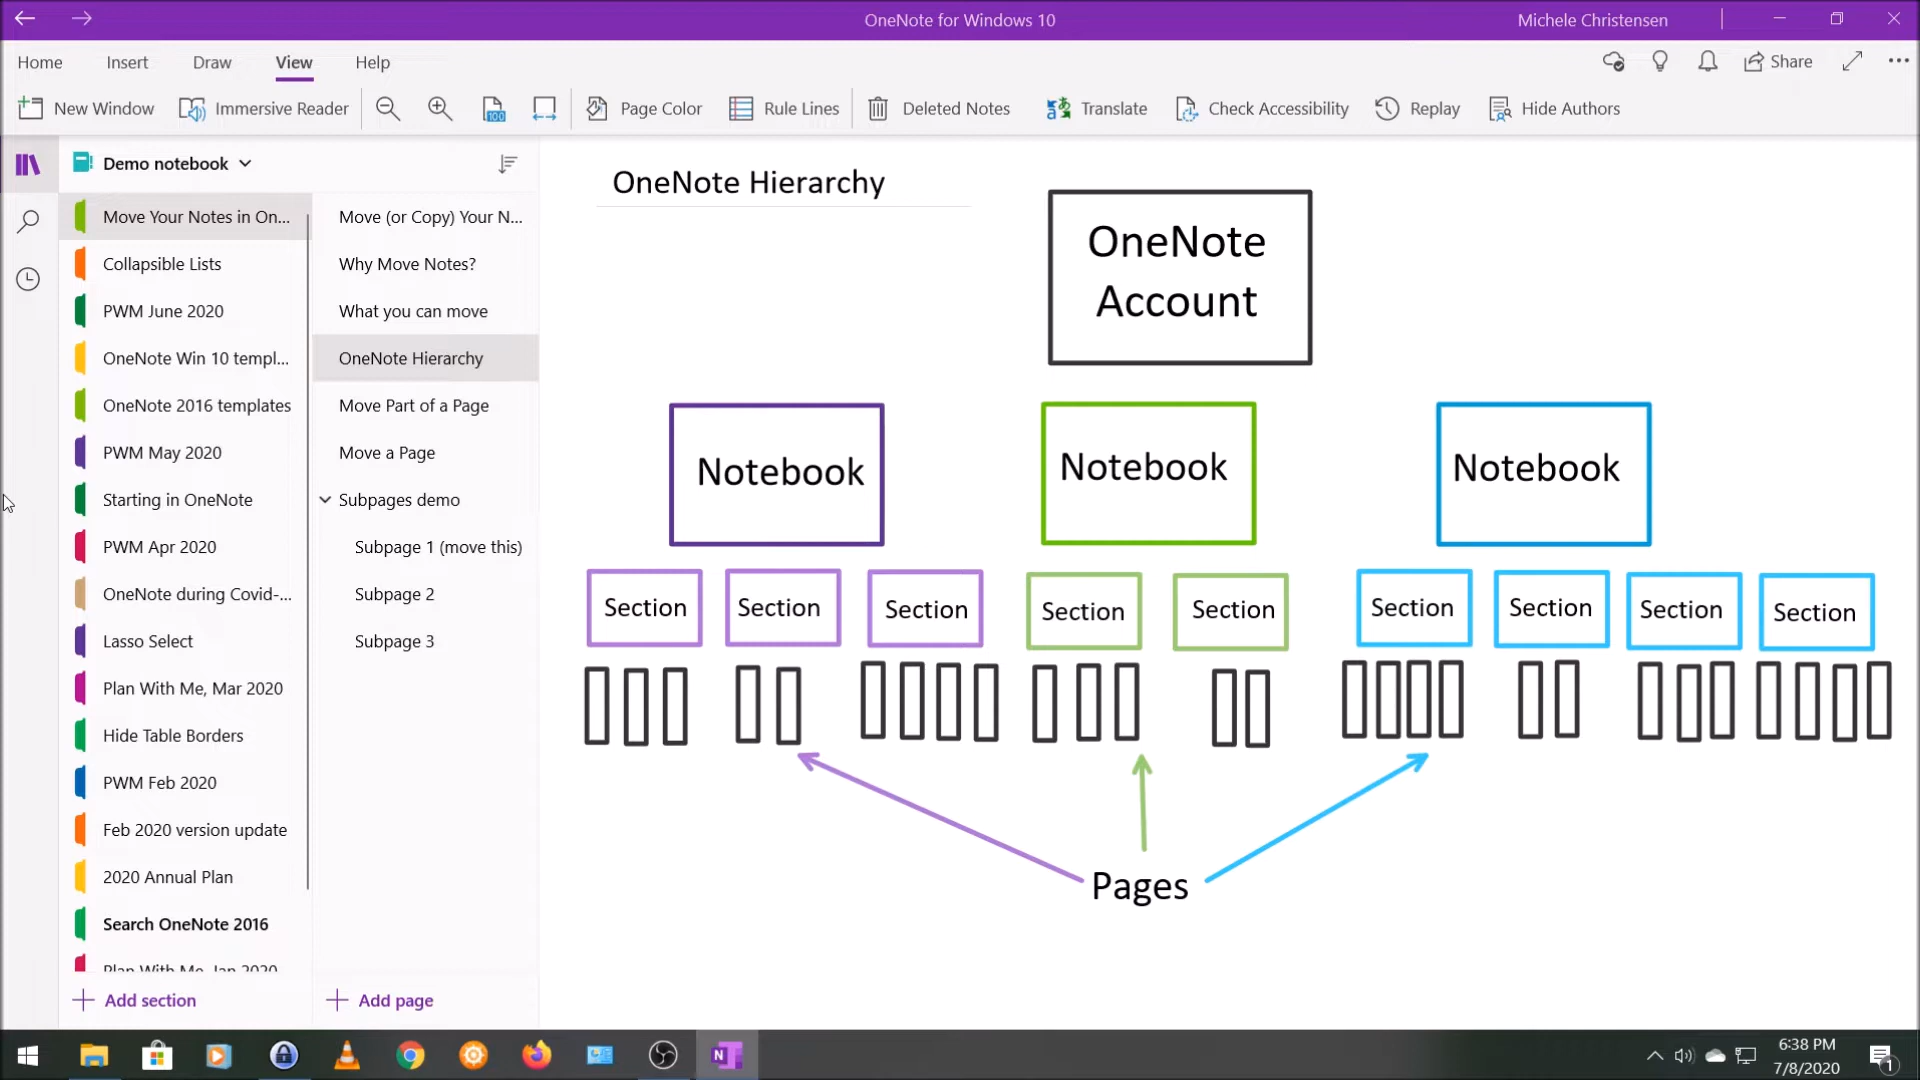 OneNote for Windows 10
Michele Christensen
Home Insert Draw View Help
Share
New Window
Immersive Reader
100
Page Color
Rule Lines
Deleted Notes
Translate
Check Accessibility
Replay
Hide Authors
Demo notebook
Move Your Notes in On...
Collapsible Lists
PWM June 2020
OneNote Win 10 templ...
OneNote 2016 templates
PWM May 2020
Starting in OneNote
PWM Apr 2020
OneNote during Covid-...
Lasso Select
Plan With Me, Mar 2020
Hide Table Borders
PWM Feb 2020
Feb 2020 version update
2020 Annual Plan
Search OneNote 2016
Plan With Me, Jan 2020
Add section
Move (or Copy) Your N...
Why Move Notes?
What you can move
OneNote Hierarchy
Move Part of a Page
Move a Page
Subpages demo
Subpage 1 (move this)
Subpage 2
Subpage 3
Add page
OneNote Hierarchy
OneNote
Account
Notebook Notebook Notebook
Section Section Section Section Section Section Section Section Section
Pages
N
6:38 PM
7/8/2020
1